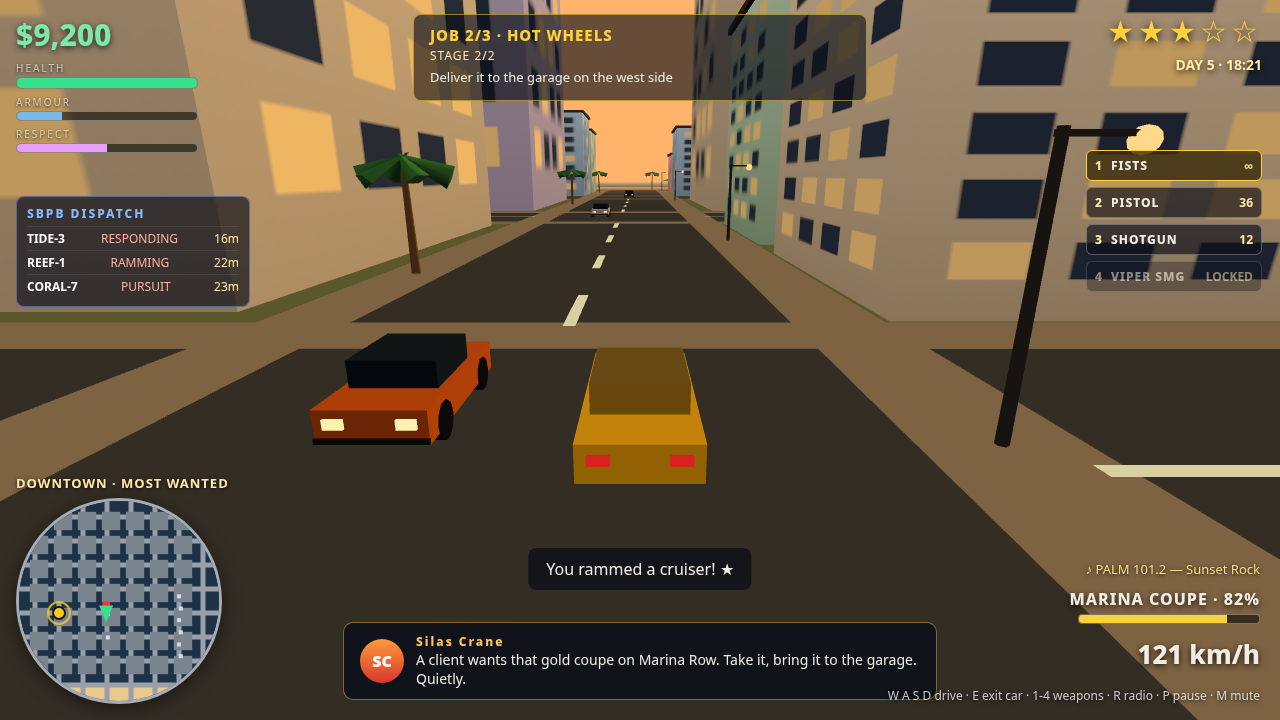 $9,200
HEALTH
ARMOUR
RESPECT
JOB 2/3 · HOT WHEELS
STAGE 2/2
Deliver it to the garage on the west side
★★★☆☆
DAY 5 · 18:21
1 FISTS ∞
2 PISTOL 36
3 SHOTGUN 12
4 VIPER SMG LOCKED
SBPB DISPATCH
TIDE-3 RESPONDING 16m
REEF-1 RAMMING 22m
CORAL-7 PURSUIT 23m
DOWNTOWN · MOST WANTED
You rammed a cruiser! ★
♪ PALM 101.2 — Sunset Rock
MARINA COUPE · 82%
121 km/h
SC
Silas Crane
A client wants that gold coupe on Marina Row. Take it, bring it to the garage.
Quietly.
W A S D drive · E exit car · 1-4 weapons · R radio · P pause · M mute